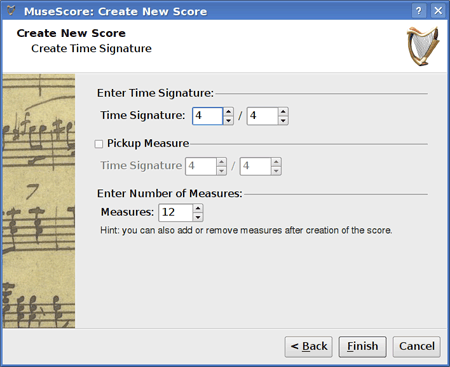 MuseScore: Create New Score
Create New Score
Create Time Signature
Enter Time Signature:
Time Signature: 4 / 4
Pickup Measure
Time Signature 4 / 4
Enter Number of Measures:
Measures: 12
Hint: you can also add or remove measures after creation of the score.
< Back Finish Cancel